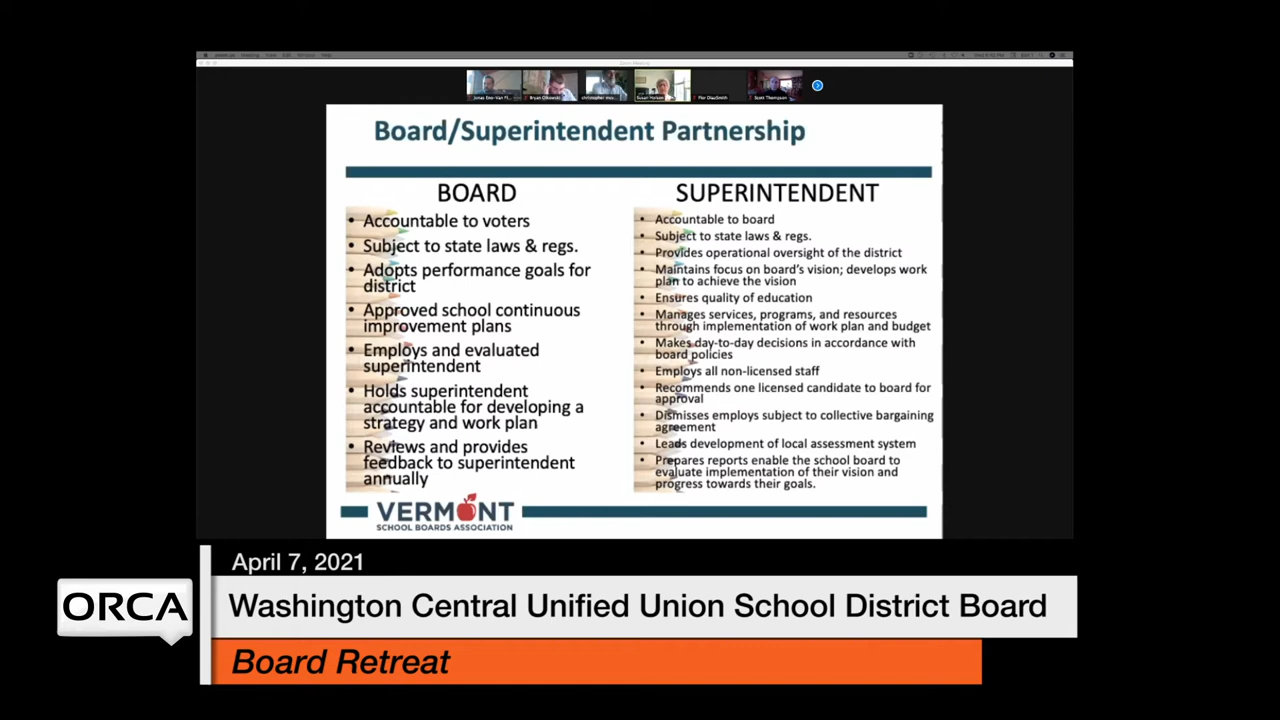 Board/Superintendent Partnership
BOARD
• Accountable to voters
• Subject to state laws & regs.
• Adopts performance goals for
district
• Approved school continuous
improvement plans
• Employs and evaluated
superintendent
• Holds superintendent
accountable for developing a
strategy and work plan
• Reviews and provides
feedback to superintendent
annually
SUPERINTENDENT
• Accountable to board
• Subject to state laws & regs.
• Provides operational oversight of the district
• Maintains focus on board's vision; develops work
plan to achieve the vision
• Ensures quality of education
• Manages services, programs, and resources
through implementation of work plan and budget
• Makes day-to-day decisions in accordance with
board policies
• Employs all non-licensed staff
• Recommends one licensed candidate to board for
approval
• Dismisses employs subject to collective bargaining
agreement
• Leads development of local assessment system
• Prepares reports enable the school board to
evaluate implementation of their vision and
progress towards their goals.
VERMONT
SCHOOL BOARDS ASSOCIATION
April 7, 2021
ORCA
Washington Central Unified Union School District Board
Board Retreat